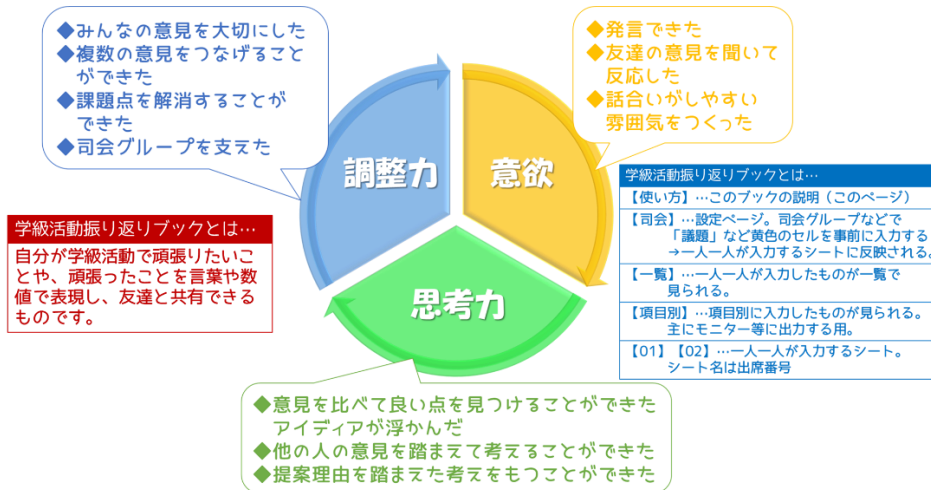 ◆みんなの意見を大切にした
◆複数の意見をつなげること
ができた
◆課題点を解消することが
できた
◆司会グループを支えた
◆発言できた
◆友達の意見を聞いて
反応した
◆話合いがしやすい
雰囲気をつくった
調整力
意欲
思考力
学級活動振り返りブックとは…
自分が学級活動で頑張りたいこ
とや、頑張ったことを言葉や数
値で表現し、友達と共有できる
ものです。
学級活動振り返りブックとは…
【使い方】…このブックの説明（このページ）
【司会】…設定ページ。司会グループなどで
「議題」など黄色のセルを事前に入力する
→一人一人が入力するシートに反映される。
【一覧】…一人一人が入力したものが一覧で
見られる。
【項目別】…項目別に入力したものが見られる。
主にモニター等に出力する用。
【01】【02】…一人一人が入力するシート。
シート名は出席番号
◆意見を比べて良い点を見つけることができた
アイディアが浮かんだ
◆他の人の意見を踏まえて考えることができた
◆提案理由を踏まえた考えをもつことができた